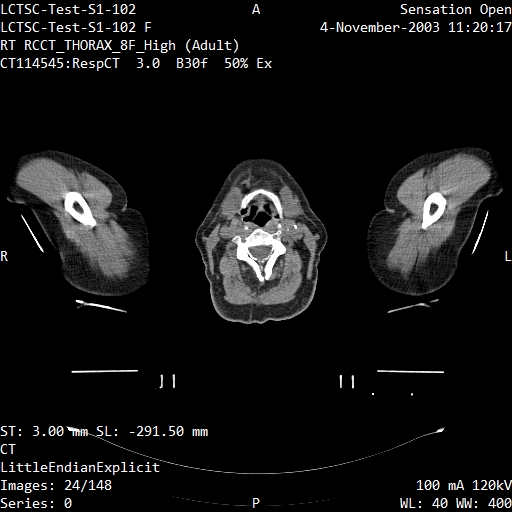 LCTSC-Test-S1-102
A
Sensation Open
LCTSC-Test-S1-102 F
4-November-2003 11:20:17
RT RCCT_THORAX_8F_High (Adult)
CT114545:RespCT  3.0  B30f  50% Ex
R
L
ST: 3.00 mm SL: -291.50 mm
CT
LittleEndianExplicit
Images: 24/148
100 mA 120kV
Series: 0
P
WL: 40 WW: 400